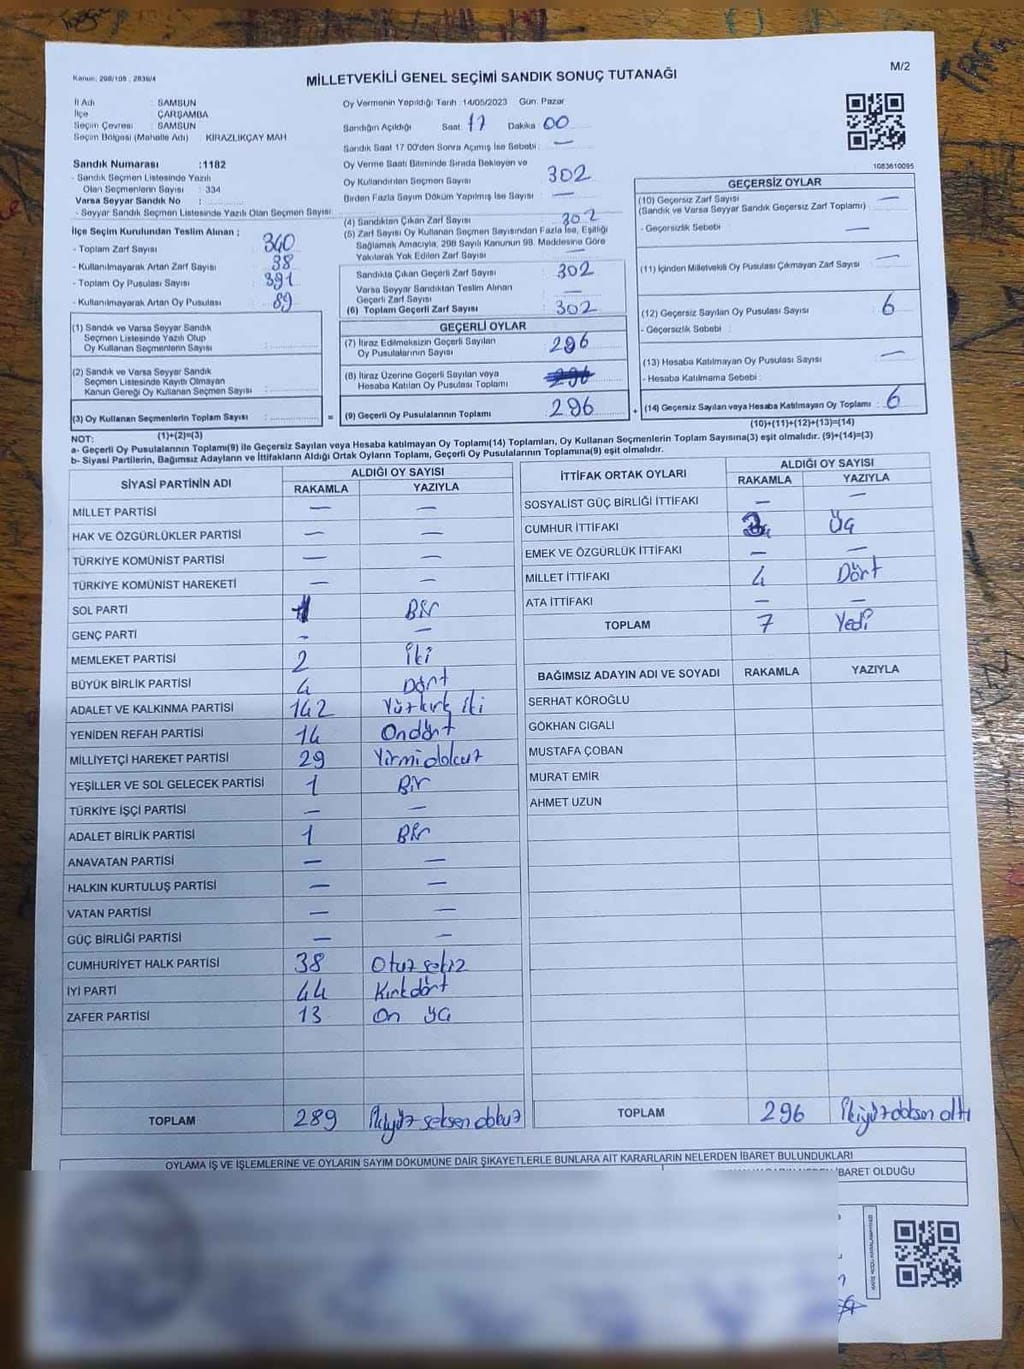 Kanun: 298/105 : 2839/4
MİLLETVEKİLİ GENEL SEÇİMİ SANDIK SONUÇ TUTANAĞI
M/2
İl Adı : SAMSUN
İlçe : ÇARŞAMBA
Seçim Çevresi : SAMSUN
Seçim Bölgesi (Mahalle Adı) : KİRAZLIKÇAY MAH
Sandık Numarası :1182
- Sandık Seçmen Listesinde Yazılı
Olan Seçmenlerin Sayısı : 334
Varsa Seyyar Sandık No :
- Seyyar Sandık Seçmen Listesinde Yazılı Olan Seçmen Sayısı:
İlçe Seçim Kurulundan Teslim Alınan ;
- Toplam Zarf Sayısı : 340
- Kullanılmayarak Artan Zarf Sayısı : 38
- Toplam Oy Pusulası Sayısı : 391
- Kullanılmayarak Artan Oy Pusulası : 89
Oy Vermenin Yapıldığı Tarih : 14/05/2023 Gün: Pazar
Sandığın Açıldığı Saat 17 Dakika 00
Sandık Saat 17 00'den Sonra Açımış İse Sebebi : —
Oy Verme Saati Bitiminde Sırada Bekleyen ve
Oy Kullandırılan Seçmen Sayısı : 302
Birden Fazla Sayım Döküm Yapılmış İse Sayısı : —
(4) Sandıktan Çıkan Zarf Sayısı : 302
(5) Zarf Sayısı Oy Kullanan Seçmen Sayısından Fazla İse, Eşitliği
Sağlamak Amacıyla, 298 Sayılı Kanunun 98. Maddesine Göre
Yakılarak Yok Edilen Zarf Sayısı : —
Sandıkta Çıkan Geçerli Zarf Sayısı : 302
Varsa Seyyar Sandıktan Teslim Alınan
Geçerli Zarf Sayısı : —
(6) Toplam Geçerli Zarf Sayısı : 302
1083610095
GEÇERSİZ OYLAR
(10) Geçersiz Zarf Sayısı : —
(Sandık ve Varsa Seyyar Sandık Geçersiz Zarf Toplamı)
- Geçersizlik Sebebi : —
(11) İçinden Milletvekili Oy Pusulası Çıkmayan Zarf Sayısı : —
(12) Geçersiz Sayılan Oy Pusulası Sayısı : 6
- Geçersizlik Sebebi :
(13) Hesaba Katılmayan Oy Pusulası Sayısı : —
- Hesaba Katılmama Sebebi :
(14) Geçersiz Sayılan veya Hesaba Katılmayan Oy Toplamı : 6
(10)+(11)+(12)+(13)=(14)
(1) Sandık ve Varsa Seyyar Sandık
Seçmen Listesinde Yazılı Olup
Oy Kullanan Seçmenlerin Sayısı :
(2) Sandık ve Varsa Seyyar Sandık
Seçmen Listesinde Kayıtlı Olmayan
Kanun Gereği Oy Kullanan Seçmen Sayısı :
(3) Oy Kullanan Seçmenlerin Toplam Sayısı : =
(1)+(2)=(3)
GEÇERLİ OYLAR
(7) İtiraz Edilmeksizin Geçerli Sayılan
Oy Pusulalarının Sayısı : 296
(8) İtiraz Üzerine Geçerli Sayılan veya
Hesaba Katılan Oy Pusulası Toplamı :
(9) Geçerli Oy Pusulalarının Toplamı : 296 +
NOT:
a- Geçerli Oy Pusulalarının Toplamı(9) ile Geçersiz Sayılan veya Hesaba katılmayan Oy Toplamı(14) Toplamları, Oy Kullanan Seçmenlerin Toplam Sayısına(3) eşit olmalıdır. (9)+(14)=(3)
b- Siyasi Partilerin, Bağımsız Adayların ve İttifakların Aldığı Ortak Oyların Toplamı, Geçerli Oy Pusulalarının Toplamına(9) eşit olmalıdır.
SİYASİ PARTİNİN ADI ALDIĞI OY SAYISI
RAKAMLA YAZIYLA
MİLLET PARTİSİ — —
HAK VE ÖZGÜRLÜKLER PARTİSİ — —
TÜRKİYE KOMÜNİST PARTİSİ — —
TÜRKİYE KOMÜNİST HAREKETİ — —
SOL PARTİ 1 Bir
GENÇ PARTİ - —
MEMLEKET PARTİSİ 2 İki
BÜYÜK BİRLİK PARTİSİ 4 Dört
ADALET VE KALKINMA PARTİSİ 142 Yüzkırk iki
YENİDEN REFAH PARTİSİ 14 Ondört
MİLLİYETÇİ HAREKET PARTİSİ 29 Yirmidokuz
YEŞİLLER VE SOL GELECEK PARTİSİ 1 Bir
TÜRKİYE İŞÇİ PARTİSİ — —
ADALET BİRLİK PARTİSİ 1 Bir
ANAVATAN PARTİSİ — —
HALKIN KURTULUŞ PARTİSİ — —
VATAN PARTİSİ — —
GÜÇ BİRLİĞİ PARTİSİ — —
CUMHURİYET HALK PARTİSİ 38 Otuz sekiz
İYİ PARTİ 44 Kırkdört
ZAFER PARTİSİ 13 On üç
TOPLAM 289 İkiyüz seksen dokuz
İTTİFAK ORTAK OYLARI ALDIĞI OY SAYISI
RAKAMLA YAZIYLA
SOSYALİST GÜÇ BİRLİĞİ İTTİFAKI — —
CUMHUR İTTİFAKI 3 Üç
EMEK VE ÖZGÜRLÜK İTTİFAKI — —
MİLLET İTTİFAKI 4 Dört
ATA İTTİFAKI — —
TOPLAM 7 Yedi
BAĞIMSIZ ADAYIN ADI VE SOYADI RAKAMLA YAZIYLA
SERHAT KÖROĞLU
GÖKHAN CIGALI
MUSTAFA ÇOBAN
MURAT EMİR
AHMET UZUN
TOPLAM 296 İkiyüz doksan altı
OYLAMA İŞ VE İŞLEMLERİNE VE OYLARIN SAYIM DÖKÜMÜNE DAİR ŞİKAYETLERLE BUNLARA AİT KARARLARIN NELERDEN İBARET BULUNDUKLARI
İBARET OLDUĞU